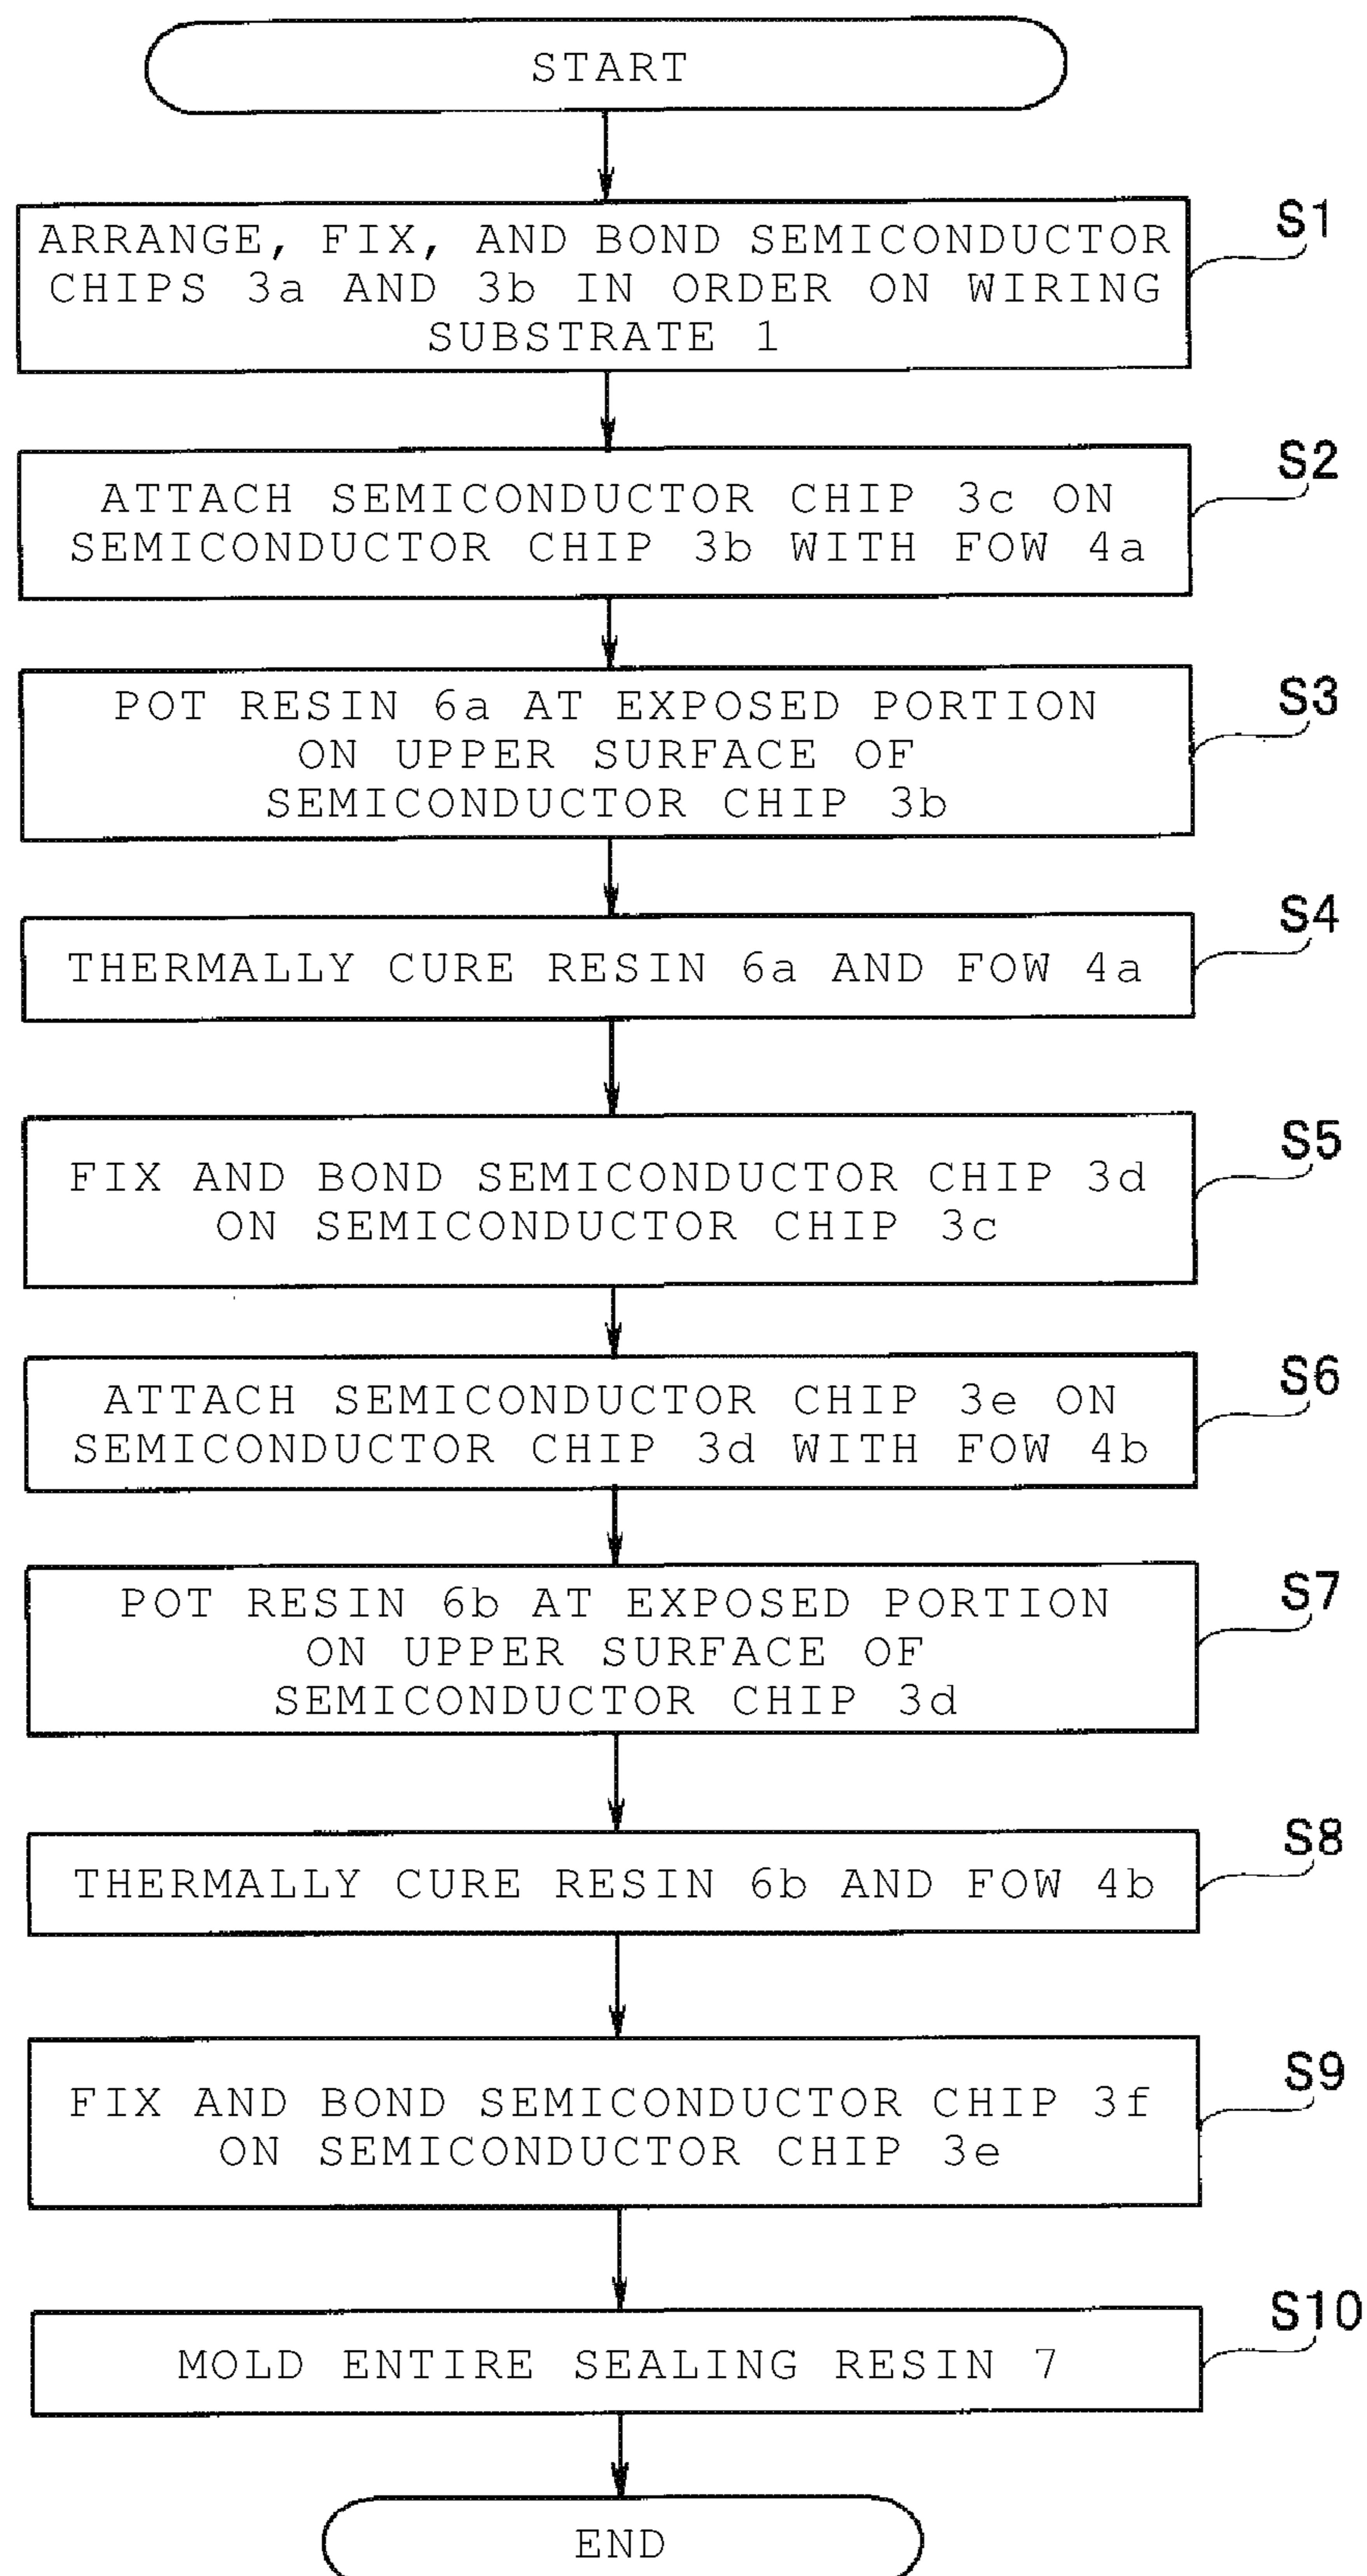 START
ARRANGE, FIX, AND BOND SEMICONDUCTOR
CHIPS 3a AND 3b IN ORDER ON WIRING
SUBSTRATE 1
S1
ATTACH SEMICONDUCTOR CHIP 3c ON
SEMICONDUCTOR CHIP 3b WITH FOW 4a
S2
POT RESIN 6a AT EXPOSED PORTION
ON UPPER SURFACE OF
SEMICONDUCTOR CHIP 3b
S3
THERMALLY CURE RESIN 6a AND FOW 4a
S4
FIX AND BOND SEMICONDUCTOR CHIP 3d
ON SEMICONDUCTOR CHIP 3c
S5
ATTACH SEMICONDUCTOR CHIP 3e ON
SEMICONDUCTOR CHIP 3d WITH FOW 4b
S6
POT RESIN 6b AT EXPOSED PORTION
ON UPPER SURFACE OF
SEMICONDUCTOR CHIP 3d
S7
THERMALLY CURE RESIN 6b AND FOW 4b
S8
FIX AND BOND SEMICONDUCTOR CHIP 3f
ON SEMICONDUCTOR CHIP 3e
S9
MOLD ENTIRE SEALING RESIN 7
S10
END